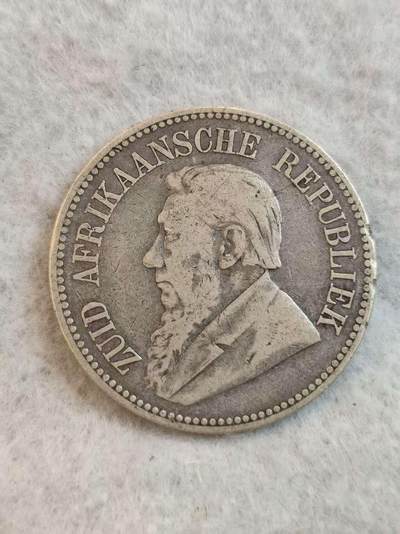 ZUID AFRIKAANSCHE REPUBLIEK